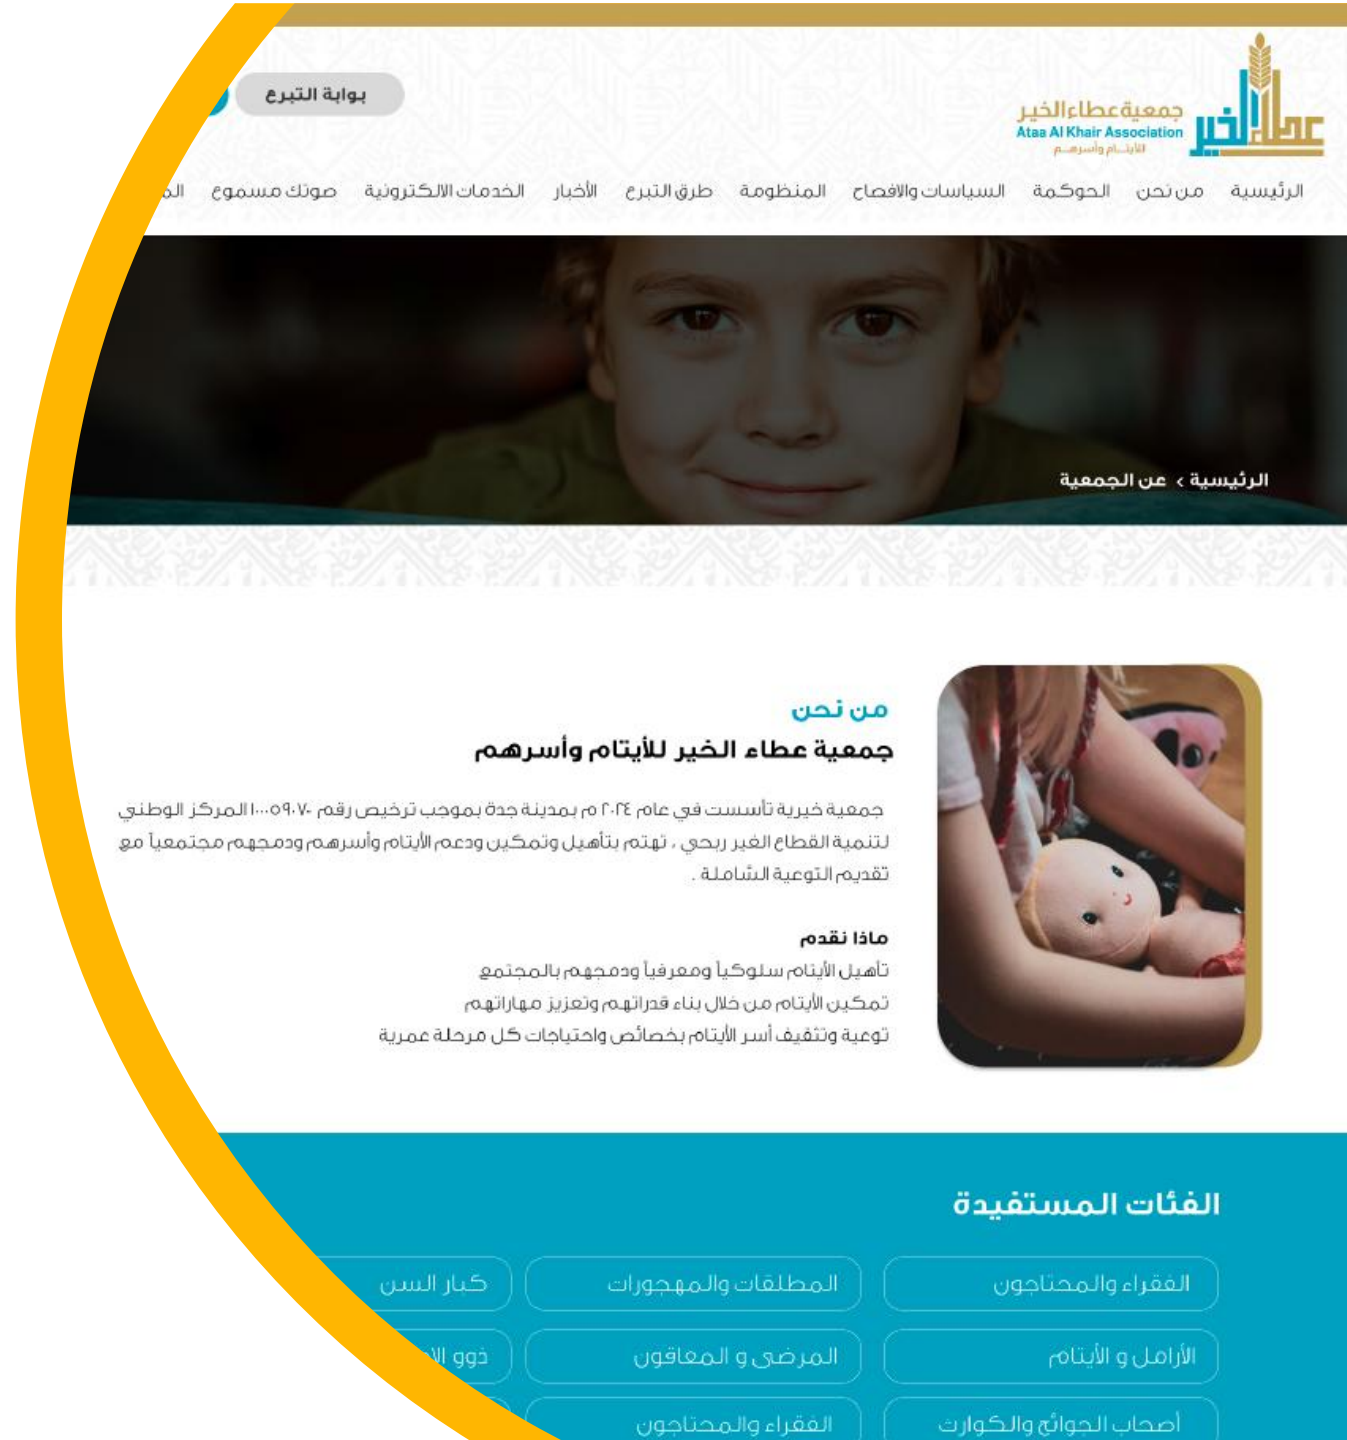 بوابة التبرع
عطاء الخير
جمعية عطاء الخير
Ataa Al Khair Association
للأيتــام وأسرهــم
الرئيسية من نحن الحوكمة السياسات والافصاح المنظومة طرق التبرع الأخبار الخدمات الالكترونية صوتك مسموع
الرئيسية > عن الجمعية
من نحن
جمعية عطاء الخير للأيتام وأسرهم
جمعية خيرية تأسست في عام ٢٠٢٤ م بمدينة جدة بموجب ترخيص رقم ١٠٠٠٥٩٠٧٠ المركز الوطني
لتنمية القطاع الغير ربحي ، تهتم بتأهيل وتمكين ودعم الأيتام وأسرهم ودمجهم مجتمعياً مع
تقديم التوعية الشاملة .
ماذا نقدم
تأهيل الأيتام سلوكياً ومعرفياً ودمجهم بالمجتمع
تمكين الأيتام من خلال بناء قدراتهم وتعزيز مهاراتهم
توعية وتثقيف أسر الأيتام بخصائص واحتياجات كل مرحلة عمرية
الفئات المستفيدة
الفقراء والمحتاجون
المطلقات والمهجورات
كبار السن
الأرامل و الأيتام
المرضى و المعاقون
ذوو
أصحاب الجوائح والكوارث
الفقراء والمحتاجون